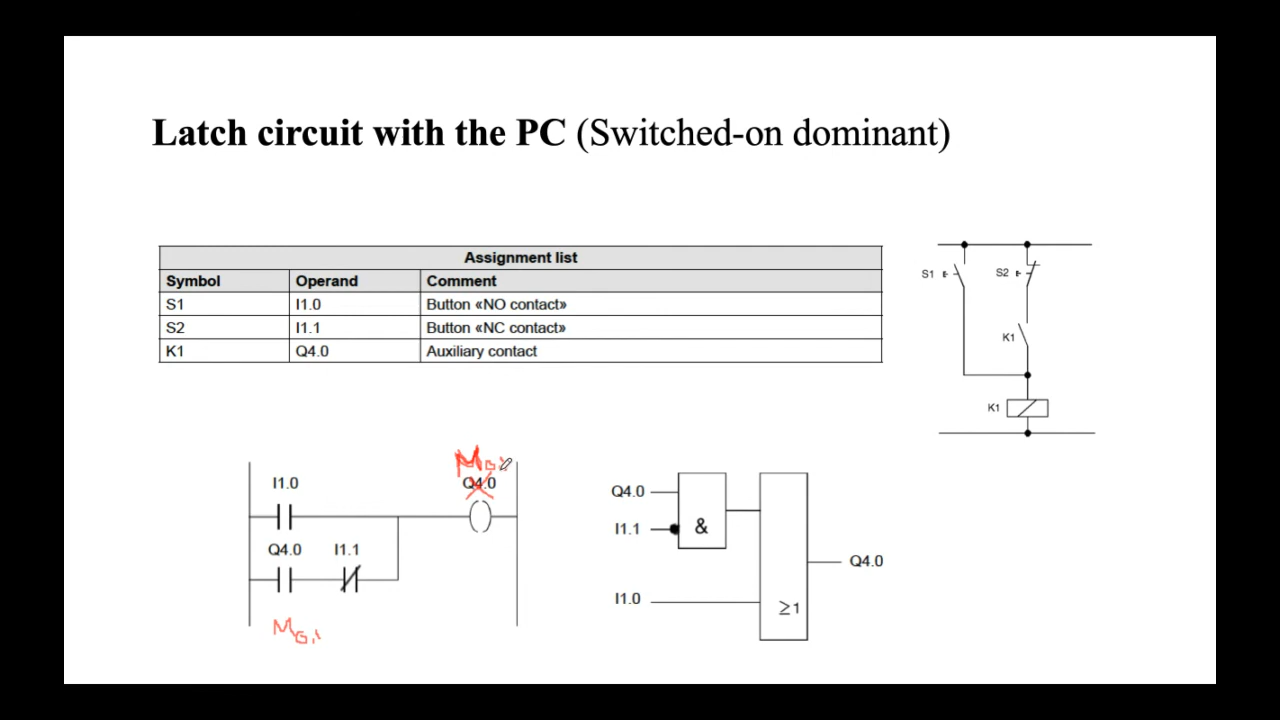 Latch circuit with the PC (Switched-on dominant)
Assignment list
Symbol Operand Comment
S1 I1.0 Button «NO contact»
S2 I1.1 Button «NC contact»
K1 Q4.0 Auxiliary contact
S1
S2
K1
K1
I1.0
Q4.0
Q4.0
I1.1
M0.1
Q4.0
I1.1
&
I1.0
≥1
Q4.0